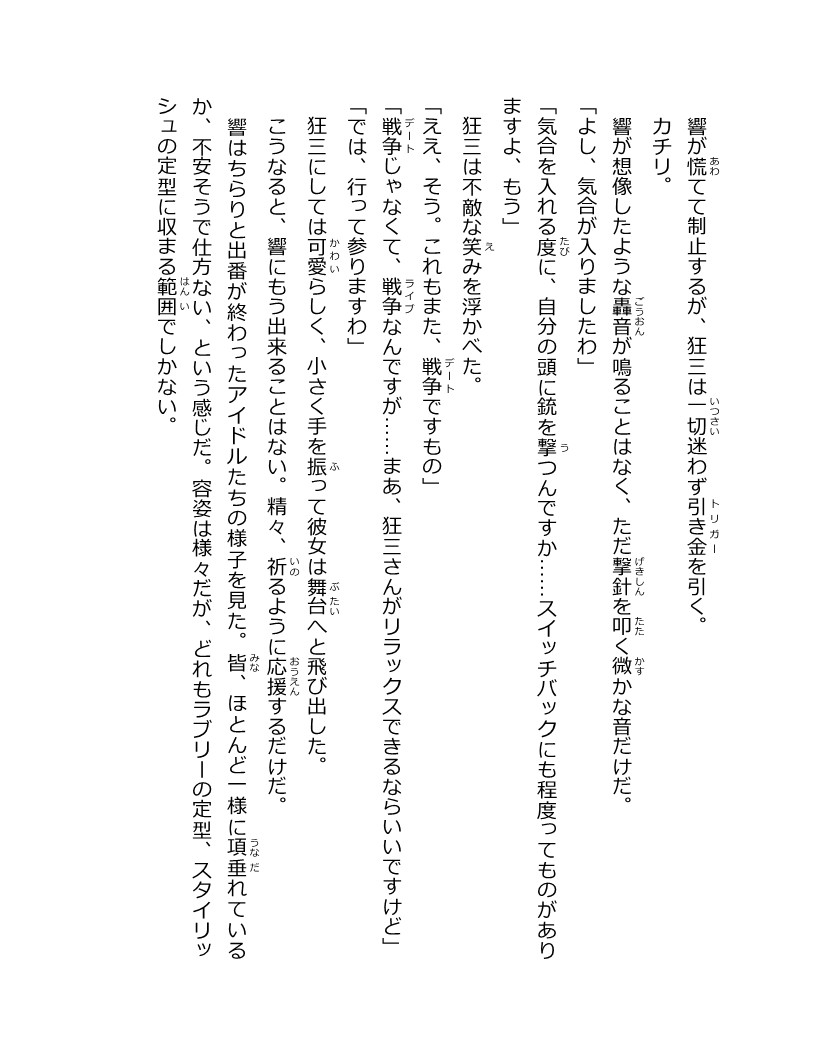 響が慌てて制止するが、狂三は一切迷わず引き金を引く。
カチリ。
響が想像したような轟音が鳴ることはなく、ただ撃針を叩く微かな音だけだ。
「よし、気合が入りましたわ」
「気合を入れる度に、自分の頭に銃を撃つんですか……スイッチバックにも程度ってものがあり
ますよ、もう」
狂三は不敵な笑みを浮かべた。
「ええ、そう。これもまた、戦争ですもの」
「戦争じゃなくて、戦争なんですが……まあ、狂三さんがリラックスできるならいいですけど」
「では、行って参りますわ」
狂三にしては可愛らしく、小さく手を振って彼女は舞台へと飛び出した。
こうなると、響にもう出来ることはない。精々、祈るように応援するだけだ。
響はちらりと出番が終わったアイドルたちの様子を見た。皆、ほとんど一様に項垂れている
か、不安そうで仕方ない、という感じだ。容姿は様々だが、どれもラブリーの定型、スタイリッ
シュの定型に収まる範囲でしかない。